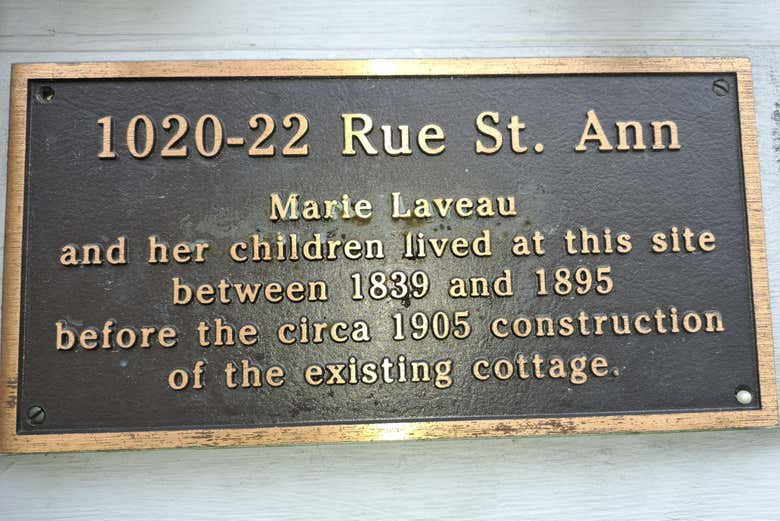 1020-22 Rue St. Ann
Marie Laveau
and her children lived at this site
between 1839 and 1895
before the circa 1905 construction
of the existing cottage.